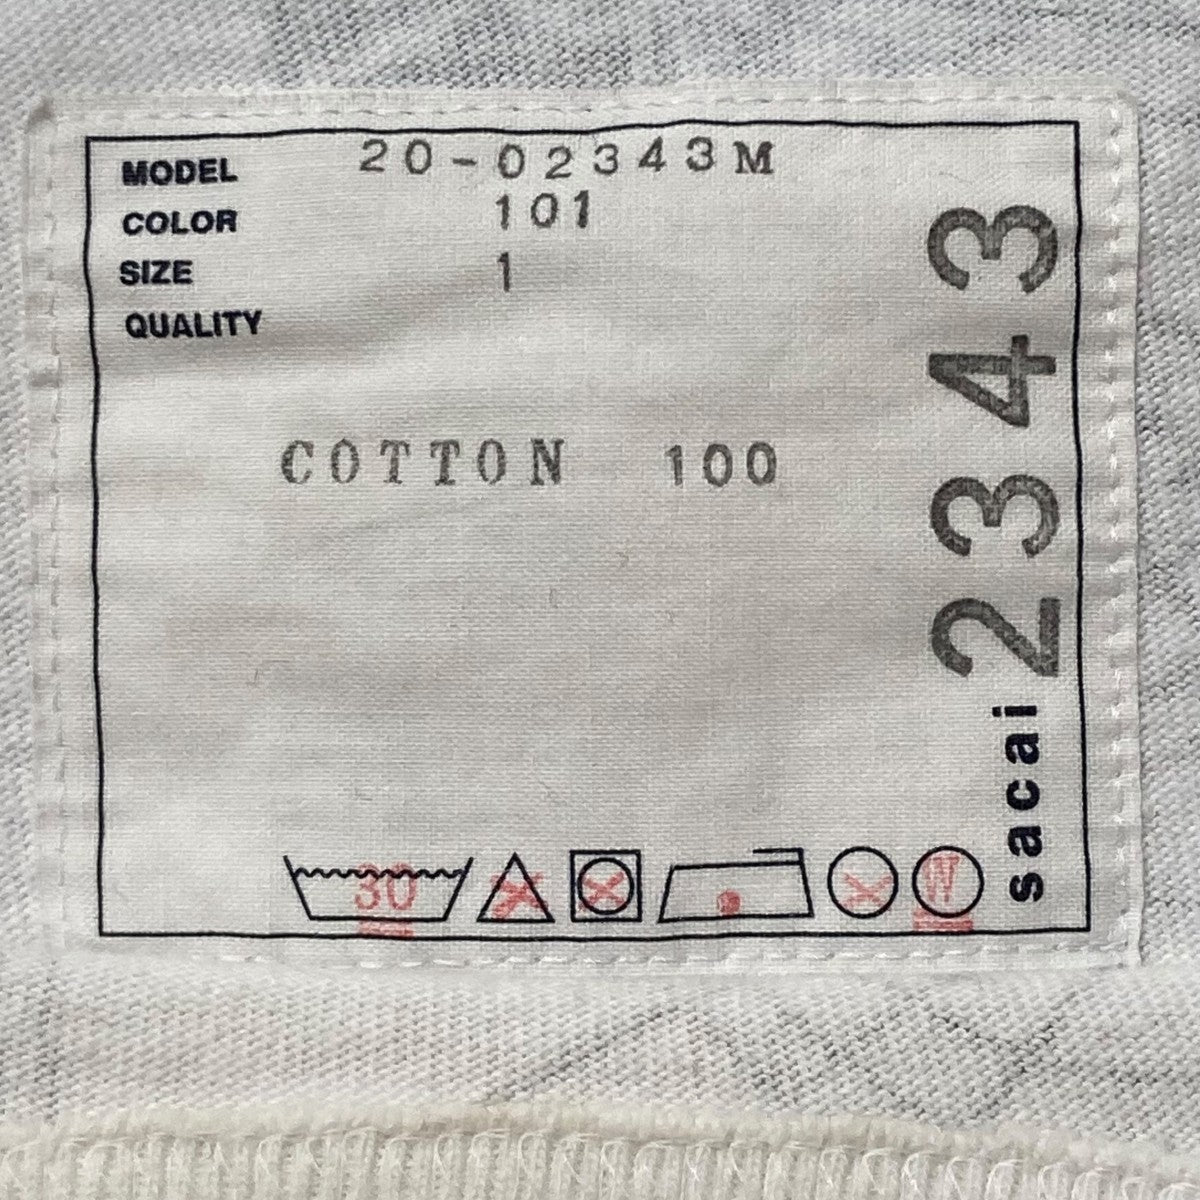 MODEL 20-02343M
COLOR 101
SIZE 1
QUALITY
COTTON 100
sacai 2343
30
W